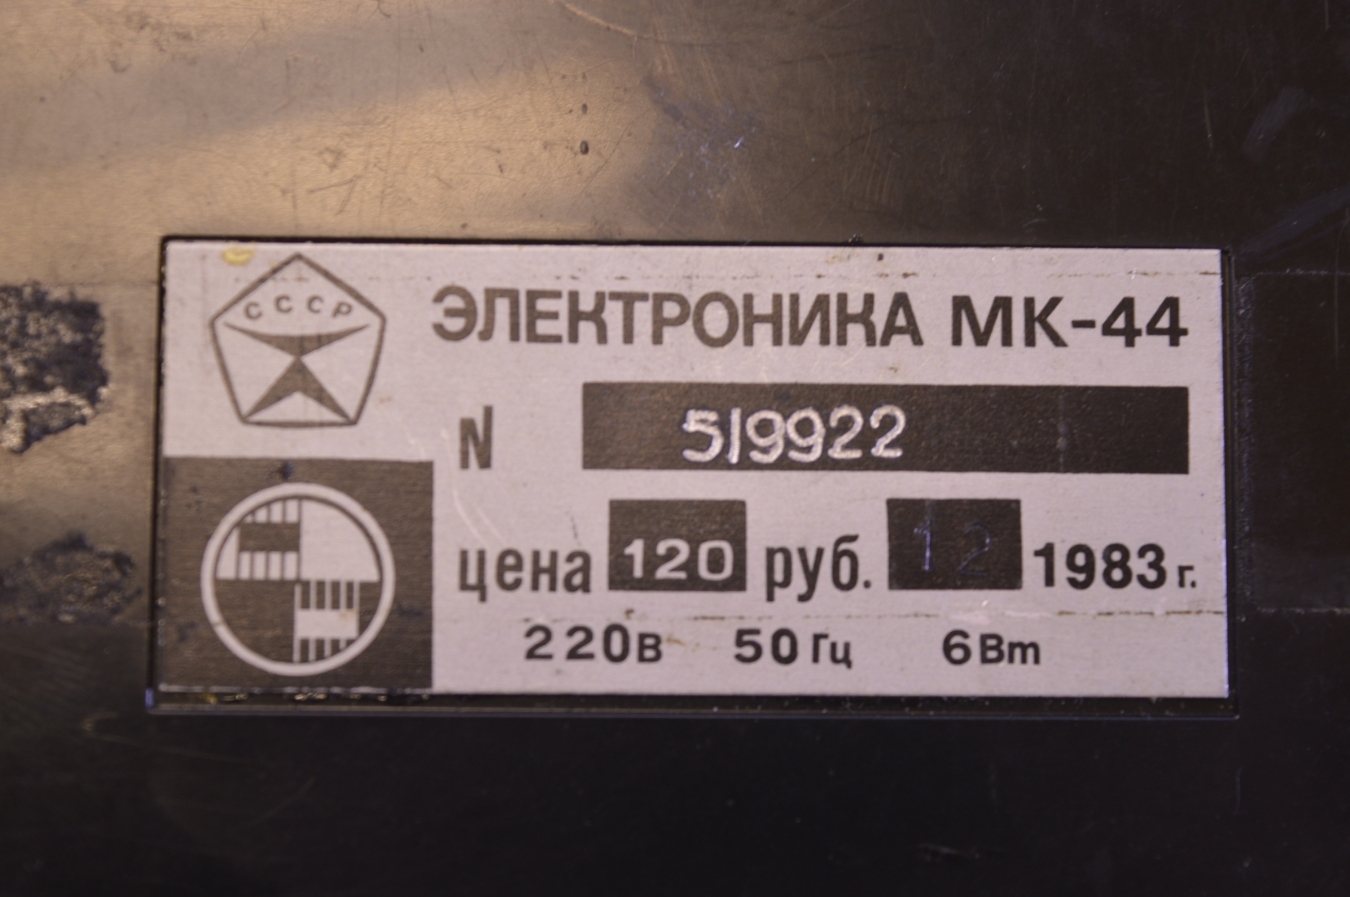 СССР
ЭЛЕКТРОНИКА МК-44
N 519922
цена 120 руб. 12 1983 г.
220в 50 Гц 6 Вт